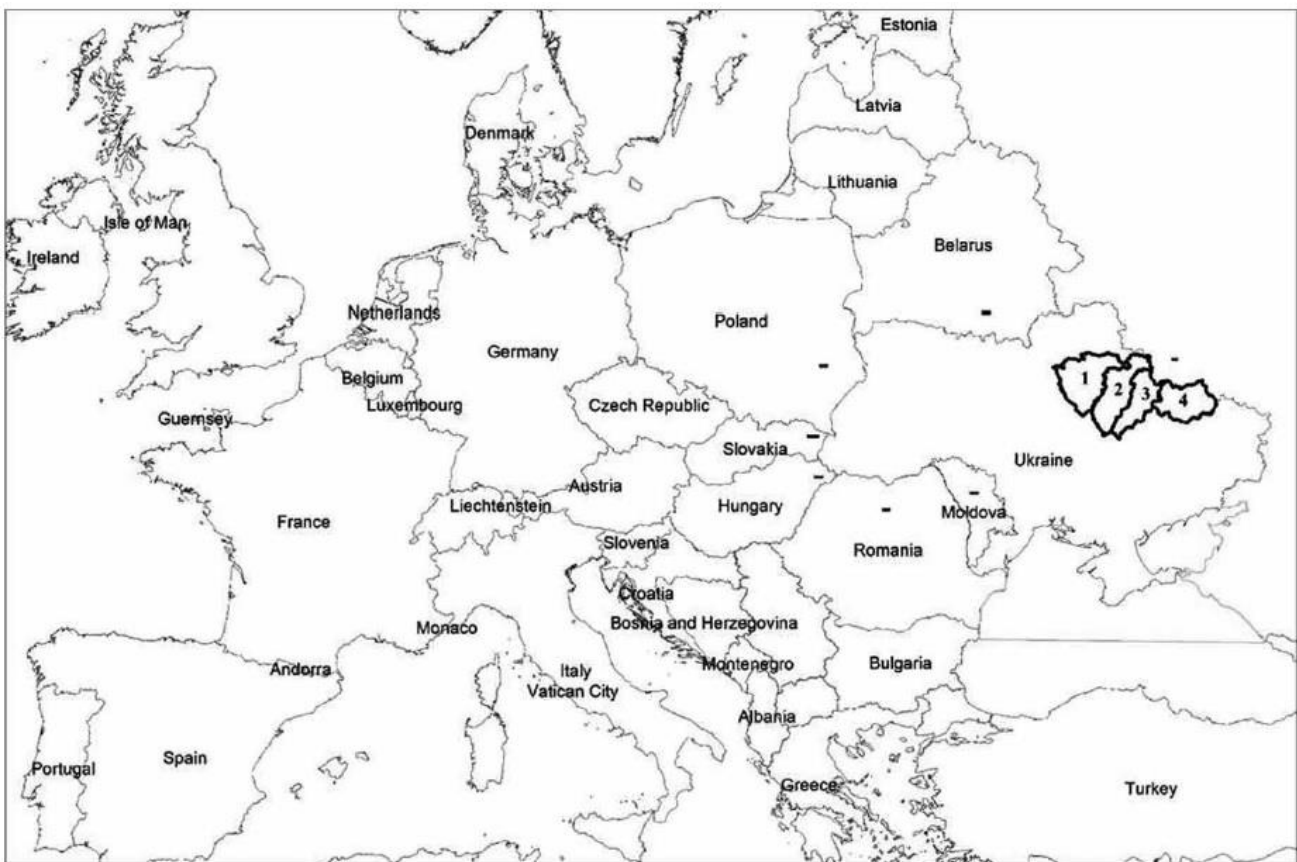 Estonia
Latvia
Denmark
Lithuania
Isle of Man
Belarus
Ireland
Netherlands
Poland
Germany
Belgium
1
2
3
4
Luxembourg
Czech Republic
Guernsey
Slovakia
Ukraine
Austria
Liechtenstein
Hungary
Moldova
France
Slovenia
Romania
Croatia
Bosnia and Herzegovina
Monaco
Montenegro
Bulgaria
Andorra
Italy
Vatican City
Albania
Portugal
Spain
Greece
Turkey